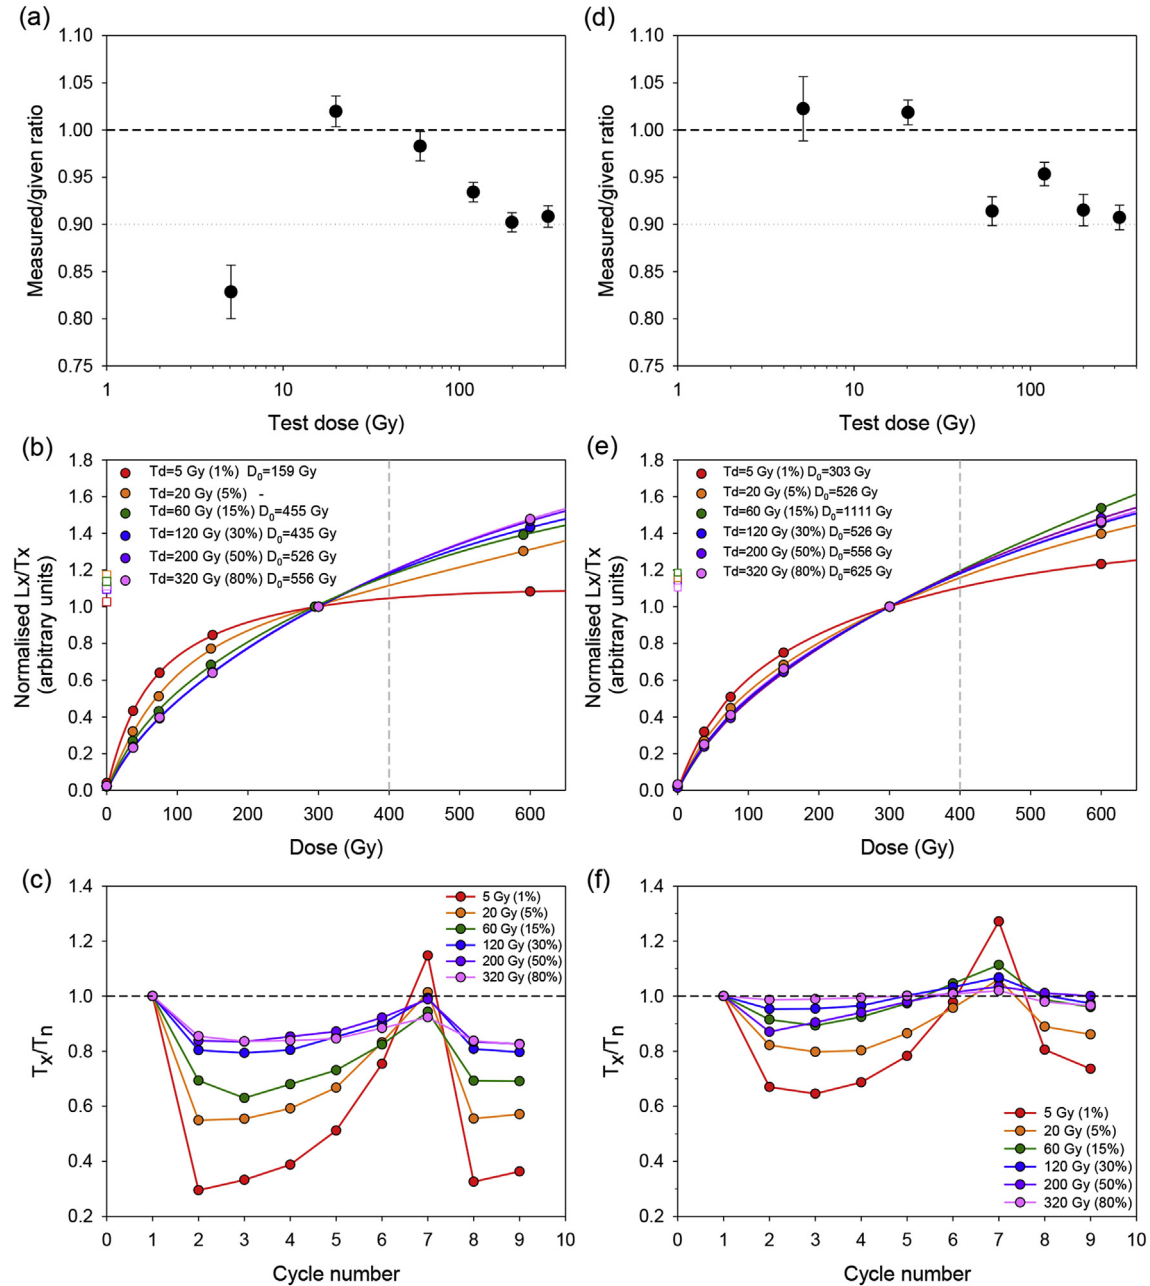 (a)
1.10
1.05
1.00
0.95
0.90
0.85
0.80
0.75
Measured/given ratio
1
10
100
Test dose (Gy)
(d)
1.10
1.05
1.00
0.95
0.90
0.85
0.80
0.75
Measured/given ratio
1
10
100
Test dose (Gy)
(b)
1.8
1.6
1.4
1.2
1.0
0.8
0.6
0.4
0.2
0.0
Normalised Lx/Tx
(arbitrary units)
Td=5 Gy (1%) D₀=159 Gy
Td=20 Gy (5%) -
Td=60 Gy (15%) D₀=455 Gy
Td=120 Gy (30%) D₀=435 Gy
Td=200 Gy (50%) D₀=526 Gy
Td=320 Gy (80%) D₀=556 Gy
0 100 200 300 400 500 600
Dose (Gy)
(e)
1.8
1.6
1.4
1.2
1.0
0.8
0.6
0.4
0.2
0.0
Normalised Lx/Tx
(arbitrary units)
Td=5 Gy (1%) D₀=303 Gy
Td=20 Gy (5%) D₀=526 Gy
Td=60 Gy (15%) D₀=1111 Gy
Td=120 Gy (30%) D₀=526 Gy
Td=200 Gy (50%) D₀=556 Gy
Td=320 Gy (80%) D₀=625 Gy
0 100 200 300 400 500 600
Dose (Gy)
(c)
1.4
1.2
1.0
0.8
0.6
0.4
0.2
Tₓ/Tₙ
5 Gy (1%)
20 Gy (5%)
60 Gy (15%)
120 Gy (30%)
200 Gy (50%)
320 Gy (80%)
0 1 2 3 4 5 6 7 8 9 10
Cycle number
(f)
1.4
1.2
1.0
0.8
0.6
0.4
0.2
Tₓ/Tₙ
5 Gy (1%)
20 Gy (5%)
60 Gy (15%)
120 Gy (30%)
200 Gy (50%)
320 Gy (80%)
0 1 2 3 4 5 6 7 8 9 10
Cycle number